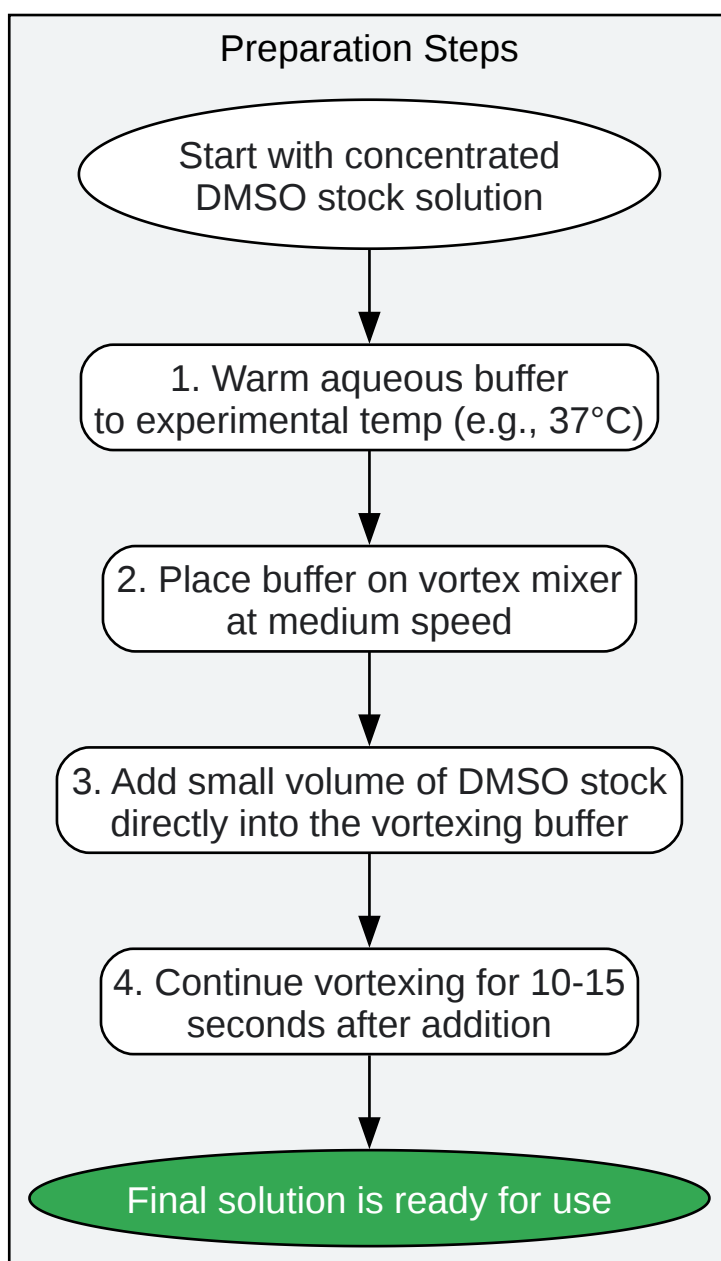 Preparation Steps
Start with concentrated
DMSO stock solution
1. Warm aqueous buffer
to experimental temp (e.g., 37°C)
2. Place buffer on vortex mixer
at medium speed
3. Add small volume of DMSO stock
directly into the vortexing buffer
4. Continue vortexing for 10-15
seconds after addition
Final solution is ready for use